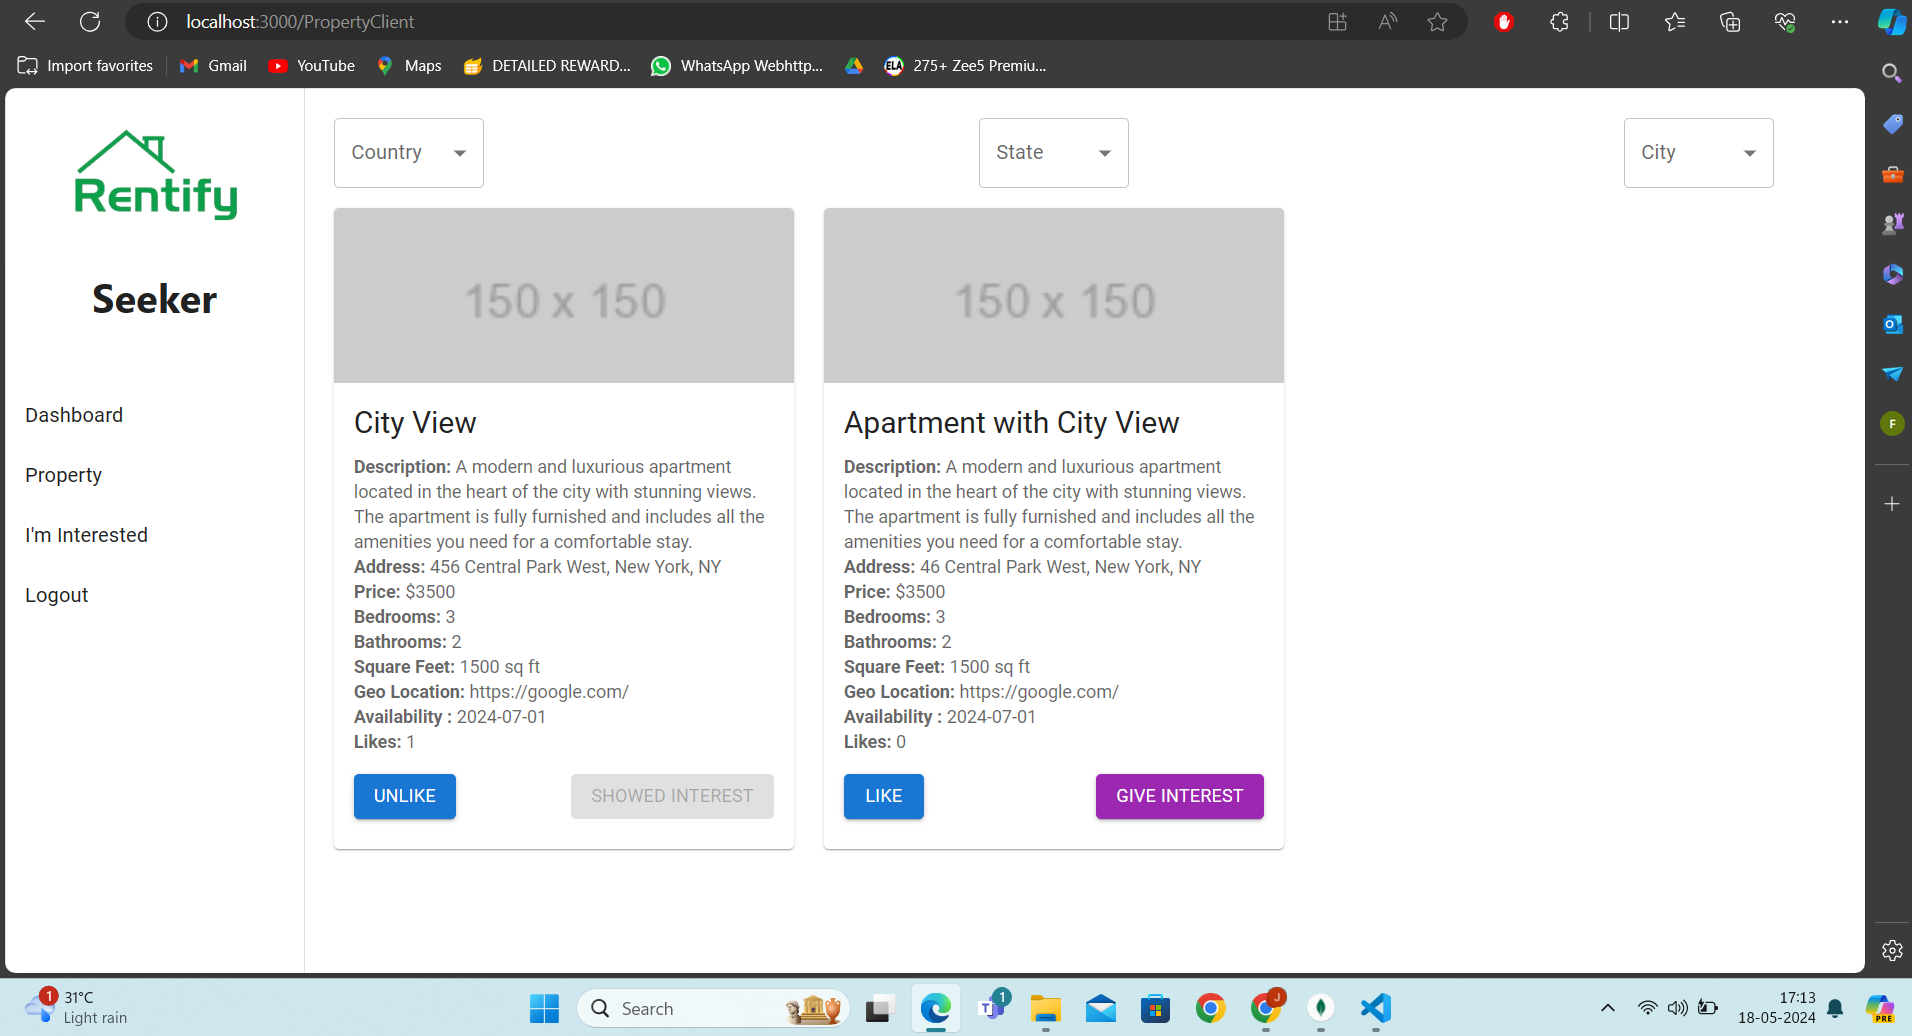 localhost:3000/PropertyClient
Import favorites
Gmail
YouTube
Maps
DETAILED REWARD...
WhatsApp Webhttp...
ELA
275+ Zee5 Premiu...
Rentify
Seeker
Dashboard
Property
I'm Interested
Logout
Country
State
City
150 x 150
City View
Description: A modern and luxurious apartment
located in the heart of the city with stunning views.
The apartment is fully furnished and includes all the
amenities you need for a comfortable stay.
Address: 456 Central Park West, New York, NY
Price: $3500
Bedrooms: 3
Bathrooms: 2
Square Feet: 1500 sq ft
Geo Location: https://google.com/
Availability : 2024-07-01
Likes: 1
UNLIKE
SHOWED INTEREST
150 x 150
Apartment with City View
Description: A modern and luxurious apartment
located in the heart of the city with stunning views.
The apartment is fully furnished and includes all the
amenities you need for a comfortable stay.
Address: 46 Central Park West, New York, NY
Price: $3500
Bedrooms: 3
Bathrooms: 2
Square Feet: 1500 sq ft
Geo Location: https://google.com/
Availability : 2024-07-01
Likes: 0
LIKE
GIVE INTEREST
F
1
31°C
Light rain
Search
1
J
17:13
18-05-2024
PRE